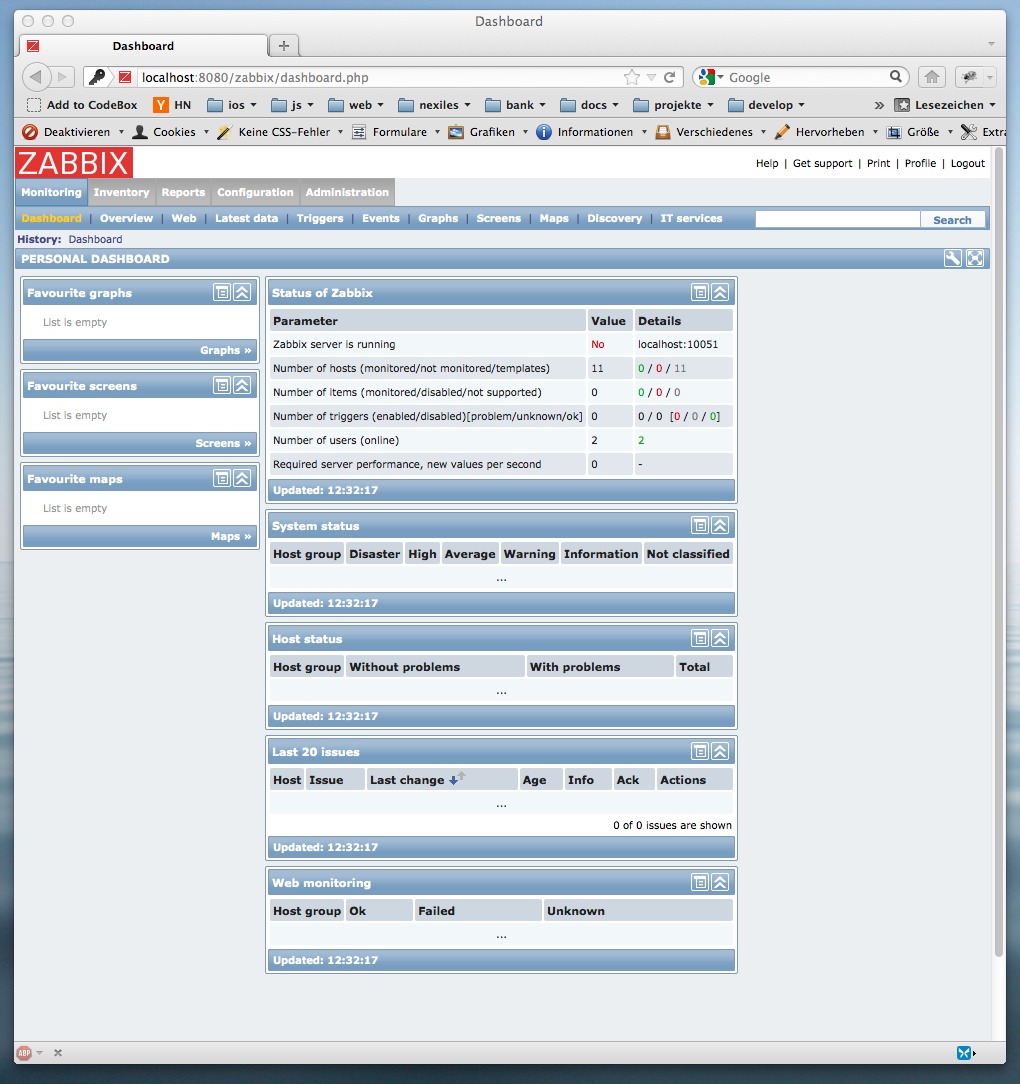 Dashboard
Dashboard
localhost:8080/zabbix/dashboard.php
Google
Add to CodeBox Y HN ios js web nexiles bank docs projekte develop » Lesezeichen
Deaktivieren Cookies Keine CSS-Fehler Formulare Grafiken Informationen Verschiedenes Hervorheben Größe Extra
ZABBIX
Help | Get support | Print | Profile | Logout
Monitoring Inventory Reports Configuration Administration
Dashboard | Overview | Web | Latest data | Triggers | Events | Graphs | Screens | Maps | Discovery | IT services Search
History: Dashboard
PERSONAL DASHBOARD
Favourite graphs
List is empty
Graphs »
Favourite screens
List is empty
Screens »
Favourite maps
List is empty
Maps »
Status of Zabbix
Parameter Value Details
Zabbix server is running No localhost:10051
Number of hosts (monitored/not monitored/templates) 11 0 / 0 / 11
Number of items (monitored/disabled/not supported) 0 0 / 0 / 0
Number of triggers (enabled/disabled)[problem/unknown/ok] 0 0 / 0 [0 / 0 / 0]
Number of users (online) 2 2
Required server performance, new values per second 0 -
Updated: 12:32:17
System status
Host group Disaster High Average Warning Information Not classified
...
Updated: 12:32:17
Host status
Host group Without problems With problems Total
...
Updated: 12:32:17
Last 20 issues
Host Issue Last change Age Info Ack Actions
...
0 of 0 issues are shown
Updated: 12:32:17
Web monitoring
Host group Ok Failed Unknown
...
Updated: 12:32:17
ABP